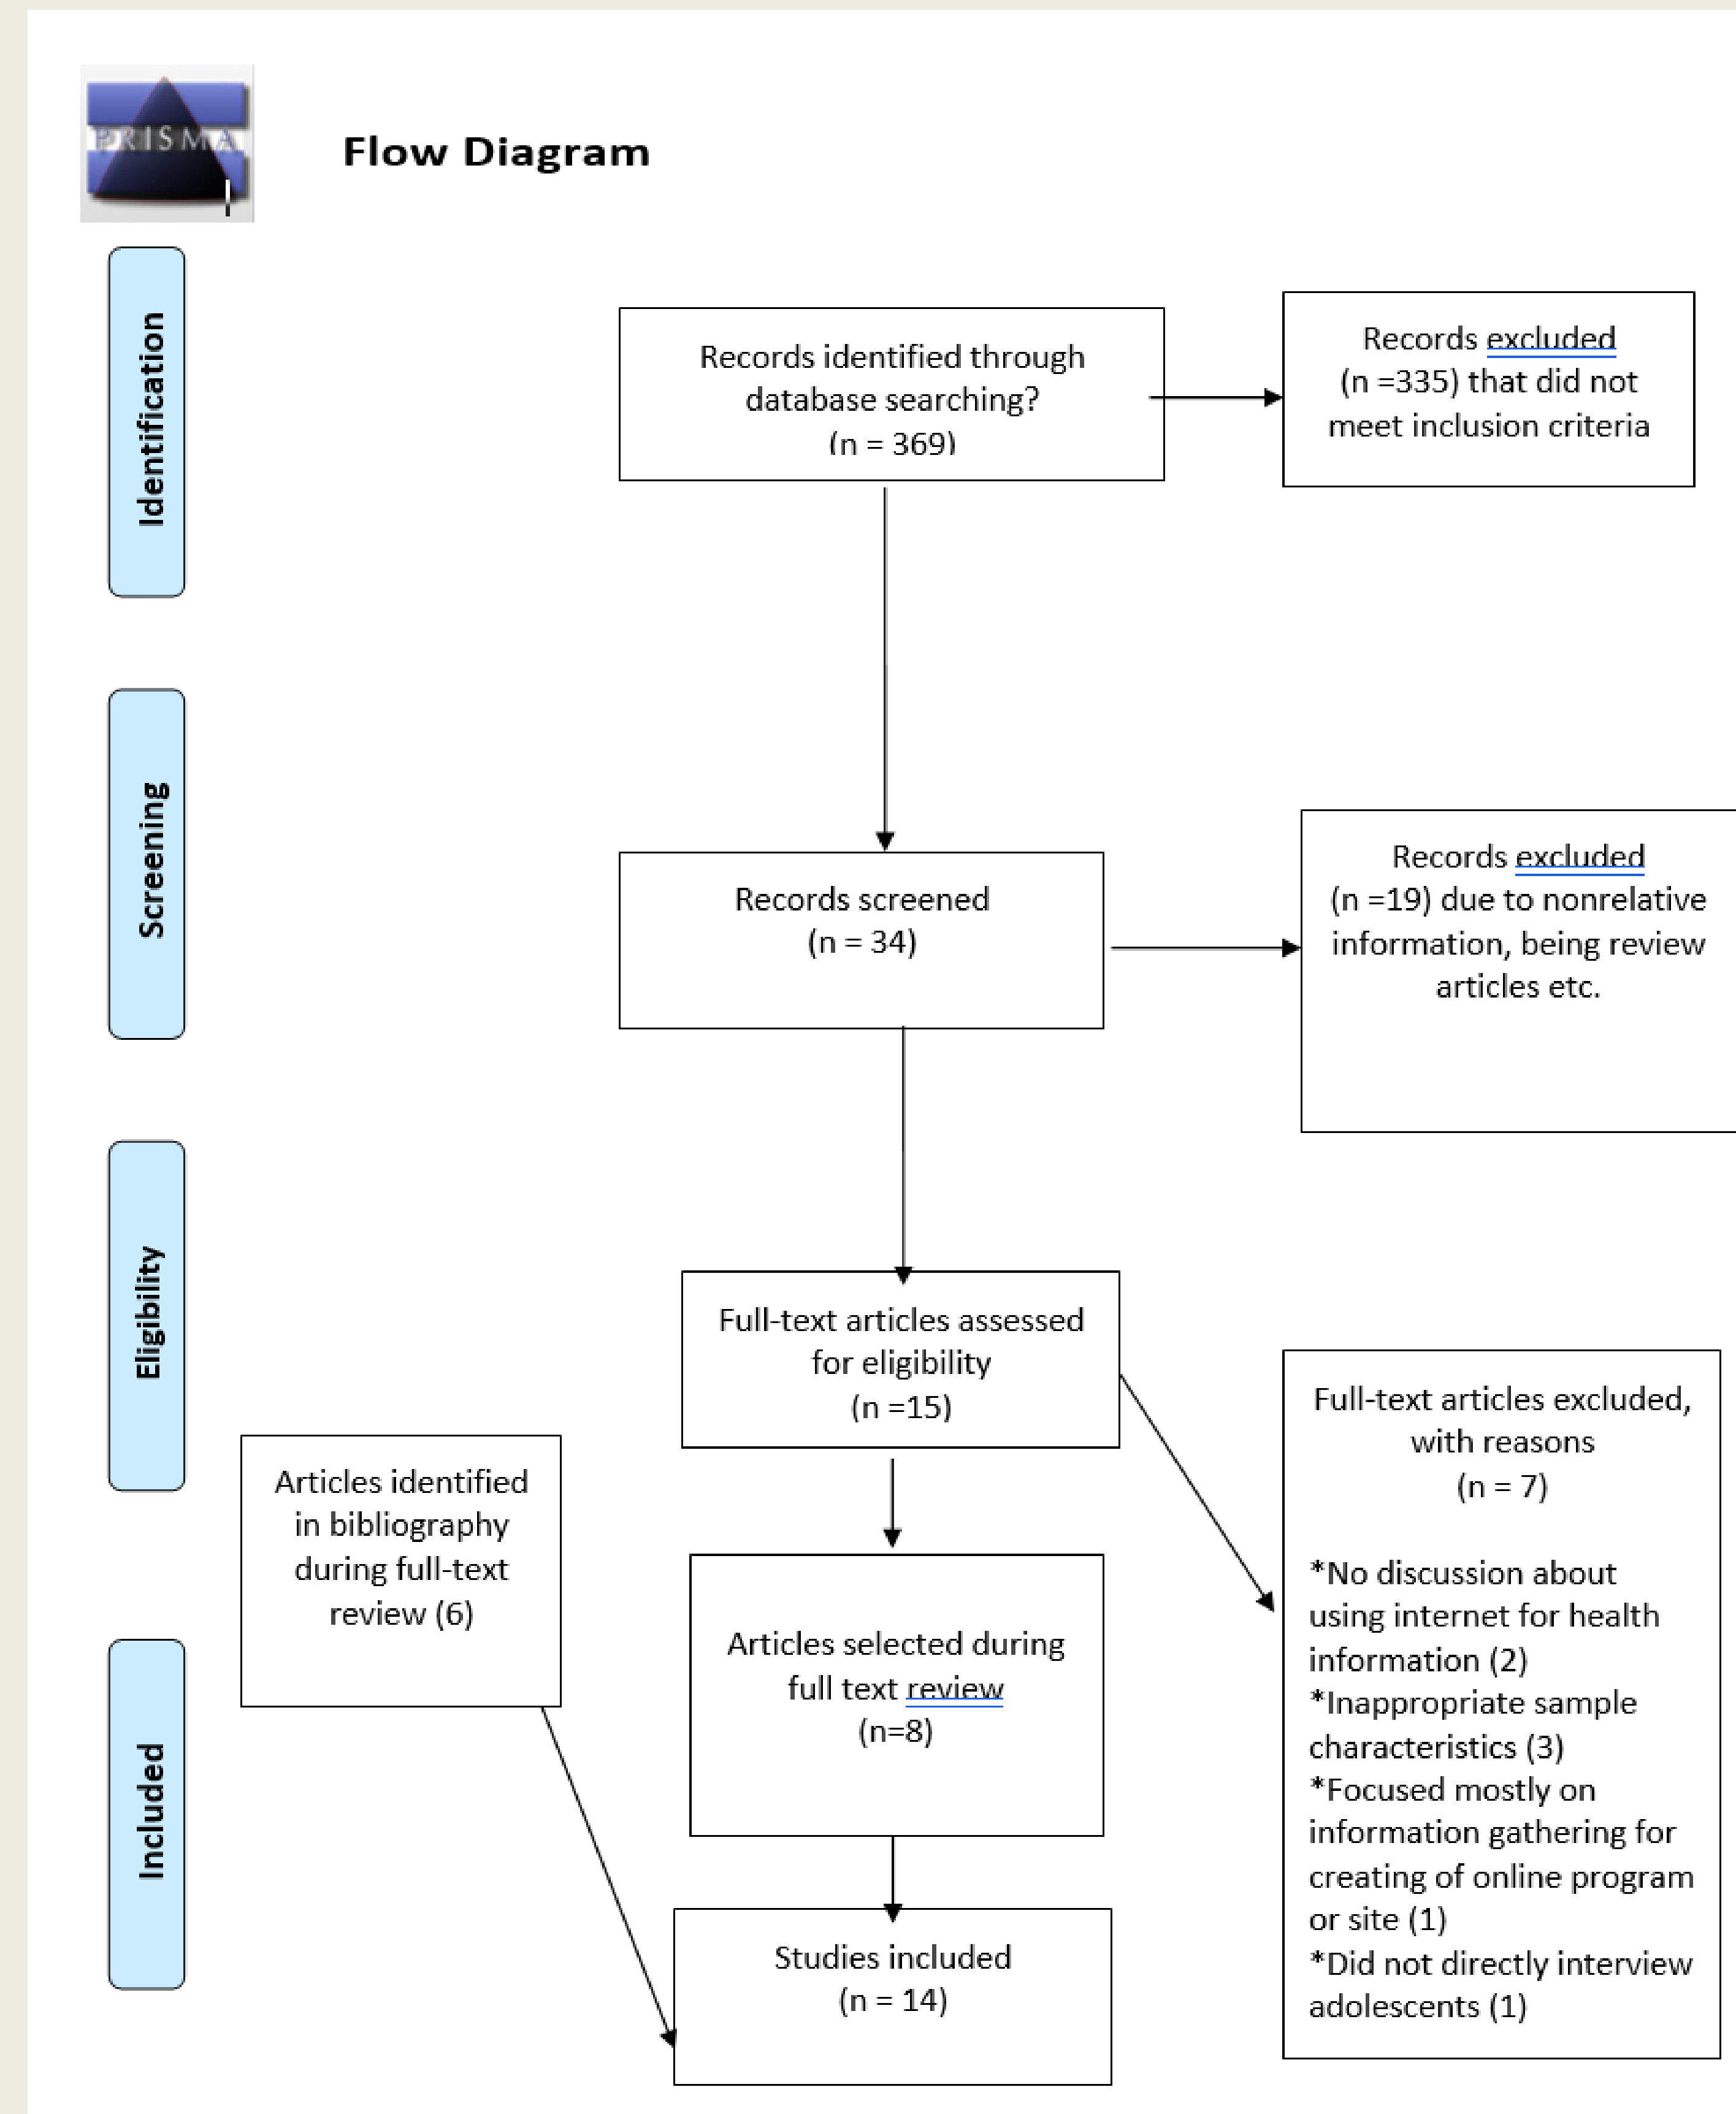 PRISMA
Flow Diagram
Identification
Records identified through
database searching?
(n = 369)
Records excluded
(n =335) that did not
meet inclusion criteria
Screening
Records screened
(n = 34)
Records excluded
(n =19) due to nonrelative
information, being review
articles etc.
Eligibility
Full-text articles assessed
for eligibility
(n =15)
Full-text articles excluded,
with reasons
(n = 7)
*No discussion about
using internet for health
information (2)
*Inappropriate sample
characteristics (3)
*Focused mostly on
information gathering for
creating of online program
or site (1)
*Did not directly interview
adolescents (1)
Articles identified
in bibliography
during full-text
review (6)
Articles selected during
full text review
(n=8)
Included
Studies included
(n = 14)